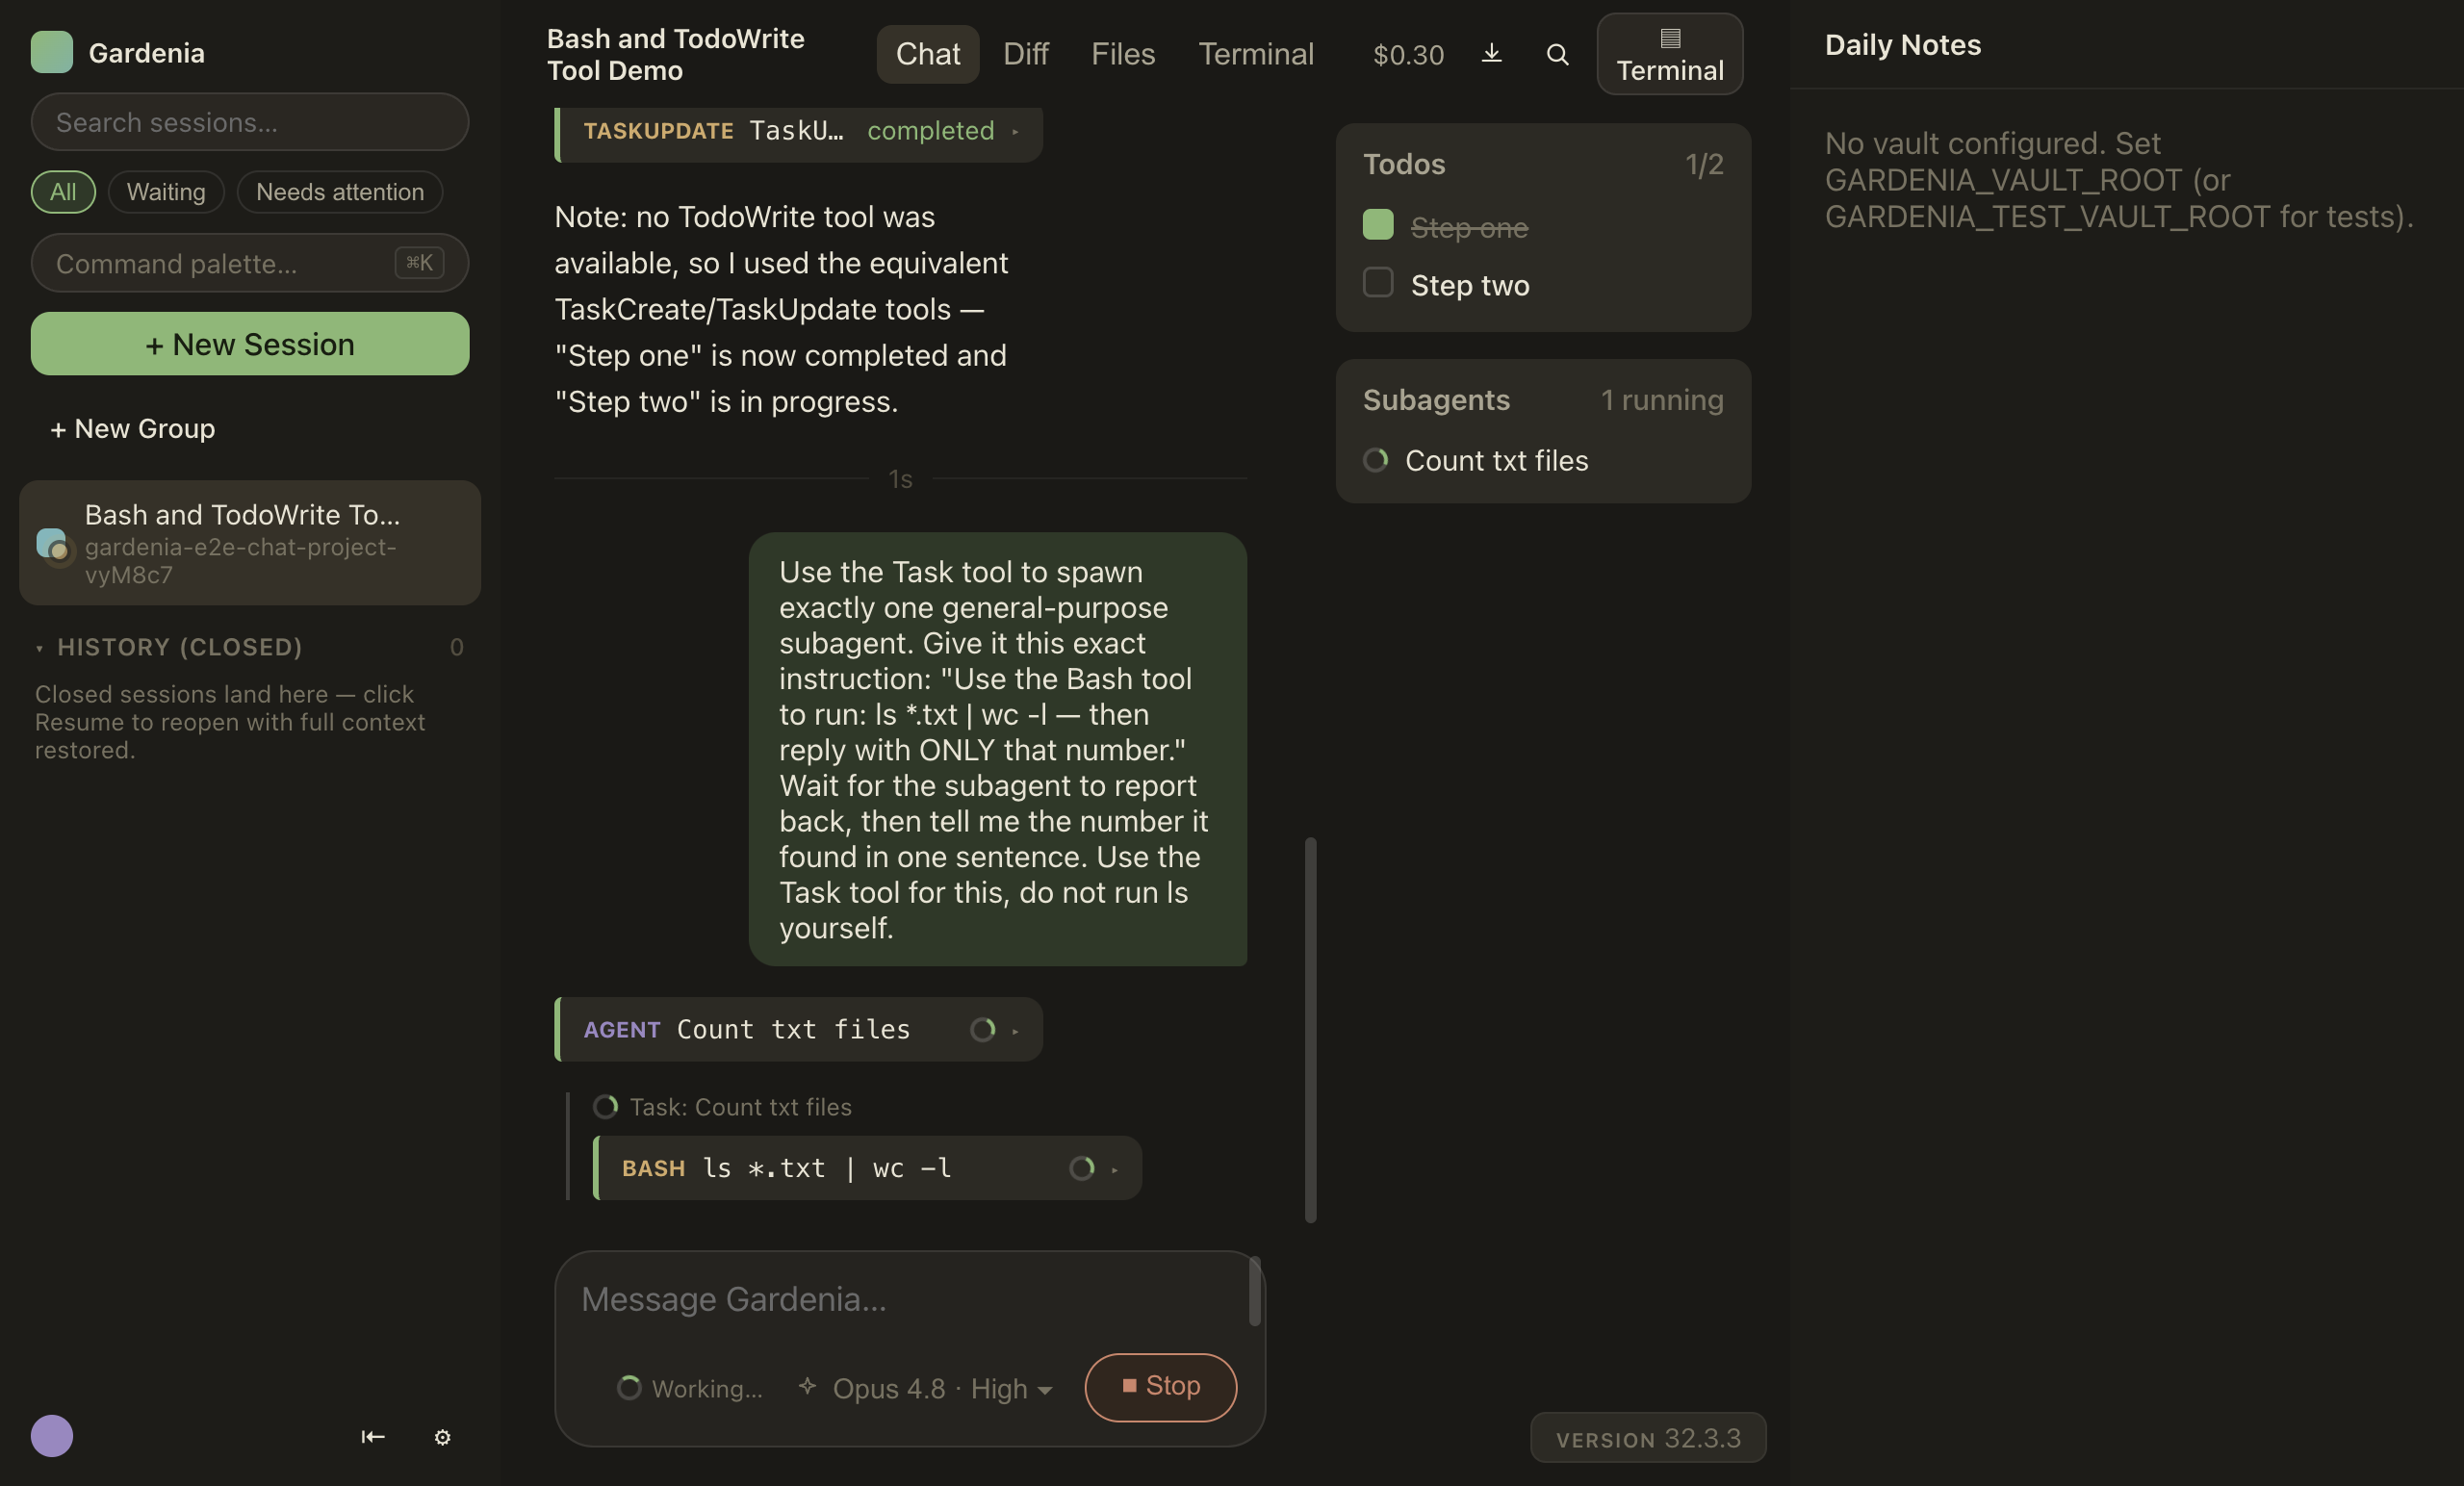 Gardenia
Search sessions...
All
Waiting
Needs attention
Command palette...
⌘K
+ New Session
+ New Group
Bash and TodoWrite To...
gardenia-e2e-chat-project-
vyM8c7
HISTORY (CLOSED)
0
Closed sessions land here — click
Resume to reopen with full context
restored.
Bash and TodoWrite
Tool Demo
Chat
Diff
Files
Terminal
$0.30
Terminal
TASKUPDATE TaskU… completed
Note: no TodoWrite tool was
available, so I used the equivalent
TaskCreate/TaskUpdate tools —
"Step one" is now completed and
"Step two" is in progress.
1s
Use the Task tool to spawn
exactly one general-purpose
subagent. Give it this exact
instruction: "Use the Bash tool
to run: ls *.txt | wc -l — then
reply with ONLY that number."
Wait for the subagent to report
back, then tell me the number it
found in one sentence. Use the
Task tool for this, do not run ls
yourself.
AGENT Count txt files
Task: Count txt files
BASH ls *.txt | wc -l
Message Gardenia...
Working...
Opus 4.8 · High
Stop
Todos
1/2
Step one
Step two
Subagents
1 running
Count txt files
VERSION 32.3.3
Daily Notes
No vault configured. Set
GARDENIA_VAULT_ROOT (or
GARDENIA_TEST_VAULT_ROOT for tests).